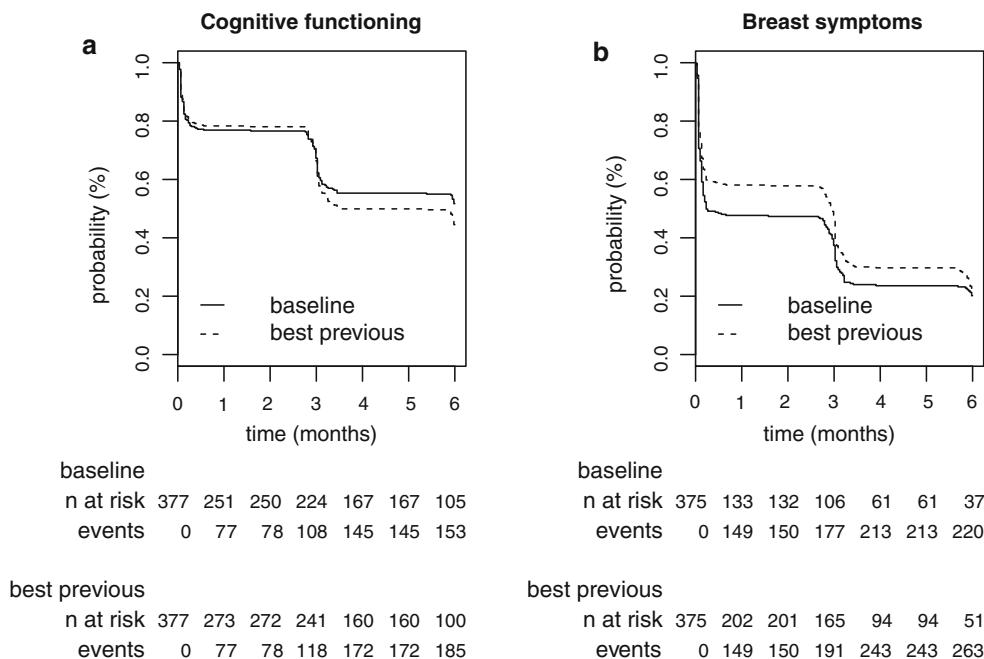 Cognitive functioning
a
1.0
0.8
0.6
0.4
0.2
0.0
probability (%)
baseline
best previous
0 1 2 3 4 5 6
time (months)
baseline
n at risk 377 251 250 224 167 167 105
events 0 77 78 108 145 145 153
best previous
n at risk 377 273 272 241 160 160 100
events 0 77 78 118 172 172 185
Breast symptoms
b
1.0
0.8
0.6
0.4
0.2
0.0
probability (%)
baseline
best previous
0 1 2 3 4 5 6
time (months)
baseline
n at risk 375 133 132 106 61 61 37
events 0 149 150 177 213 213 220
best previous
n at risk 375 202 201 165 94 94 51
events 0 149 150 191 243 243 263